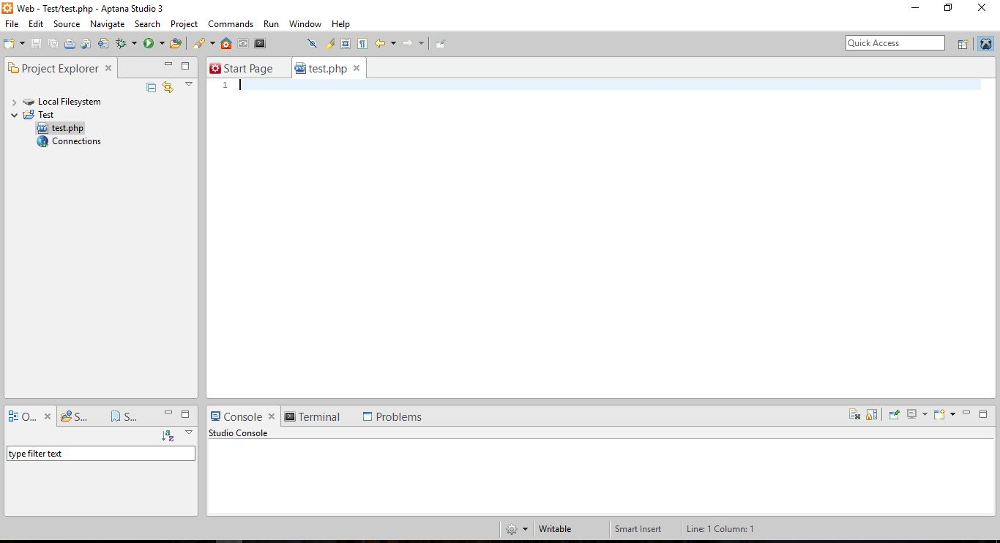 Web - Test/test.php - Aptana Studio 3
File Edit Source Navigate Search Project Commands Run Window Help
Quick Access
Project Explorer
Local Filesystem
Test
php test.php
Connections
Start Page php test.php
1
O... S... S...
type filter text
Console Terminal Problems
Studio Console
Writable Smart Insert Line: 1 Column: 1